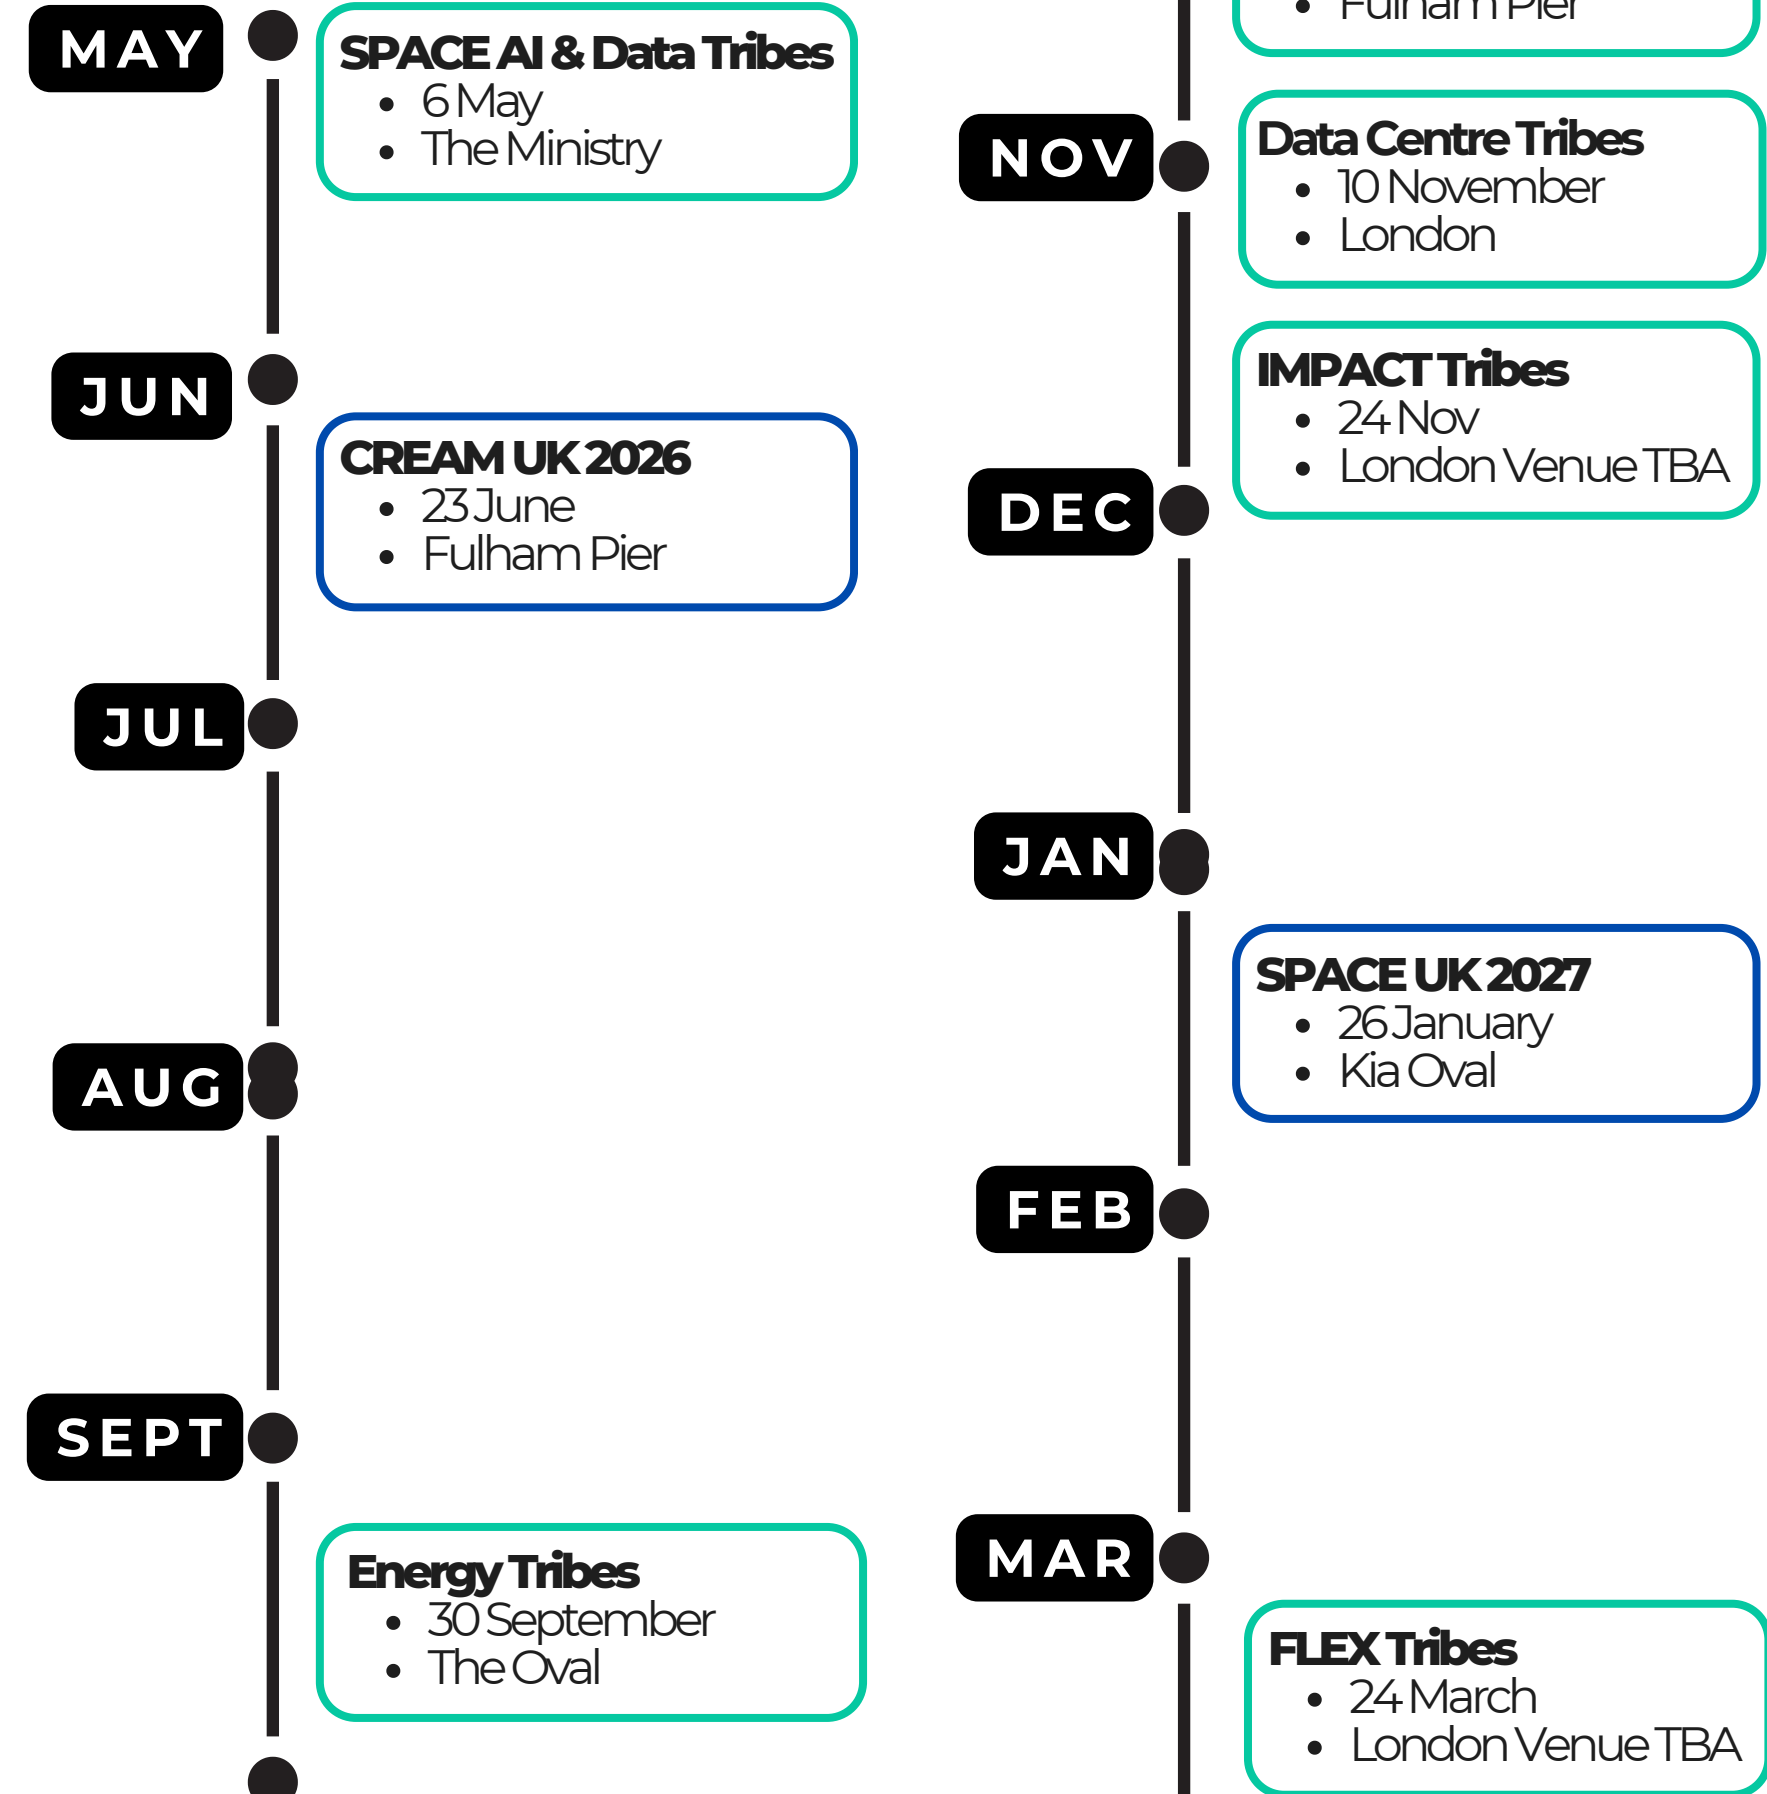 MAY
SPACE AI & Data Tribes
• 6 May
• The Ministry
JUN
CREAM UK 2026
• 23 June
• Fulham Pier
JUL
AUG
SEPT
Energy Tribes
• 30 September
• The Oval
• Fulham Pier
NOV
Data Centre Tribes
• 10 November
• London
IMPACT Tribes
• 24 Nov
• London Venue TBA
DEC
JAN
SPACE UK 2027
• 26 January
• Kia Oval
FEB
MAR
FLEX Tribes
• 24 March
• London Venue TBA